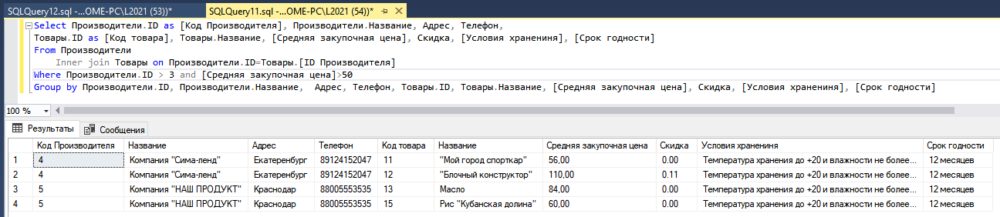 SQLQuery12.sql -...OME-PC\L2021 (53))* SQLQuery11.sql -...OME-PC\L2021 (54))*
Select Производители.ID as [Код Производителя], Производители.Название, Адрес, Телефон,
Товары.ID as [Код товара], Товары.Название, [Средняя закупочная цена], Скидка, [Условия храненния], [Срок годности]
From Производители
Inner join Товары on Производители.ID=Товары.[ID Производителя]
Where Производители.ID > 3 and [Средняя закупочная цена]>50
Group by Производители.ID, Производители.Название, Адрес, Телефон, Товары.ID, Товары.Название, [Средняя закупочная цена], Скидка, [Условия храненния], [Срок годности]
100 %
Результаты Сообщения
Код Производителя Название Адрес Телефон Код товара Название Средняя закупочная цена Скидка Условия храненния Срок годности
1 4 Компания "Сима-ленд" Екатеренбург 89124152047 11 "Мой город спорткар" 56,00 0.00 Температура хранения до +20 и влажности не более... 12 месяцев
2 4 Компания "Сима-ленд" Екатеренбург 89124152047 12 "Блочный конструктор" 110,00 0.11 Температура хранения до +20 и влажности не более... 12 месяцев
3 5 Компания "НАШ ПРОДУКТ" Краснодар 88005553535 13 Масло 84,00 0.00 Температура хранения до +20 и влажности не более... 12 месяцев
4 5 Компания "НАШ ПРОДУКТ" Краснодар 88005553535 15 Рис "Кубанская долина" 60,00 0.00 Температура хранения до +20 и влажности не более... 12 месяцев